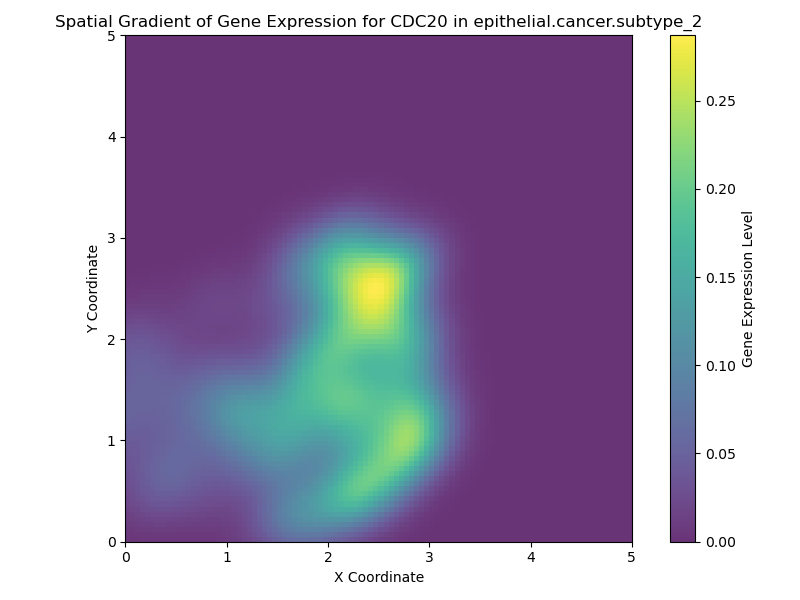 Spatial Gradient of Gene Expression for CDC20 in epithelial.cancer.subtype_2
5
4
3
2
1
0
Y Coordinate
0 1 2 3 4 5
X Coordinate
0.25
0.20
0.15
0.10
0.05
0.00
Gene Expression Level